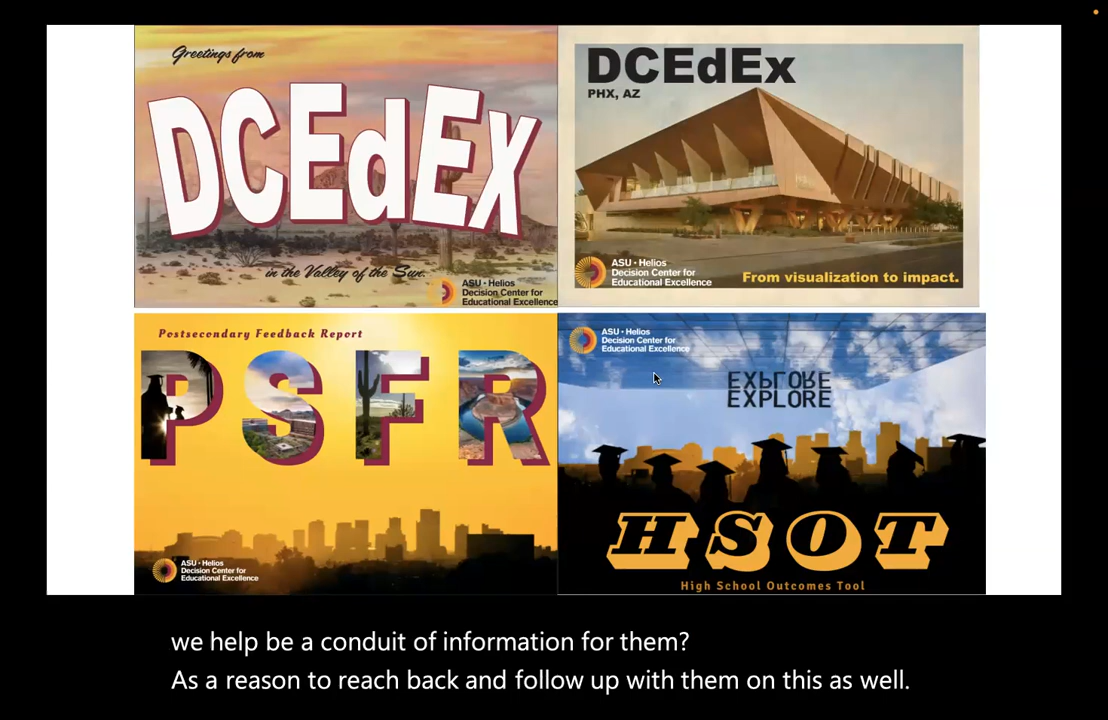 Greetings from
DCEdEx
in the Valley of the Sun.
ASU • Helios
Decision Center for
Educational Excellence
DCEdEx
PHX, AZ
ASU • Helios
Decision Center for
Educational Excellence
From visualization to impact.
Postsecondary Feedback Report
PSFR
ASU • Helios
Decision Center for
Educational Excellence
ASU • Helios
Decision Center for
Educational Excellence
EXPLORE
EXPLORE
HSOT
High School Outcomes Tool
we help be a conduit of information for them?
As a reason to reach back and follow up with them on this as well.